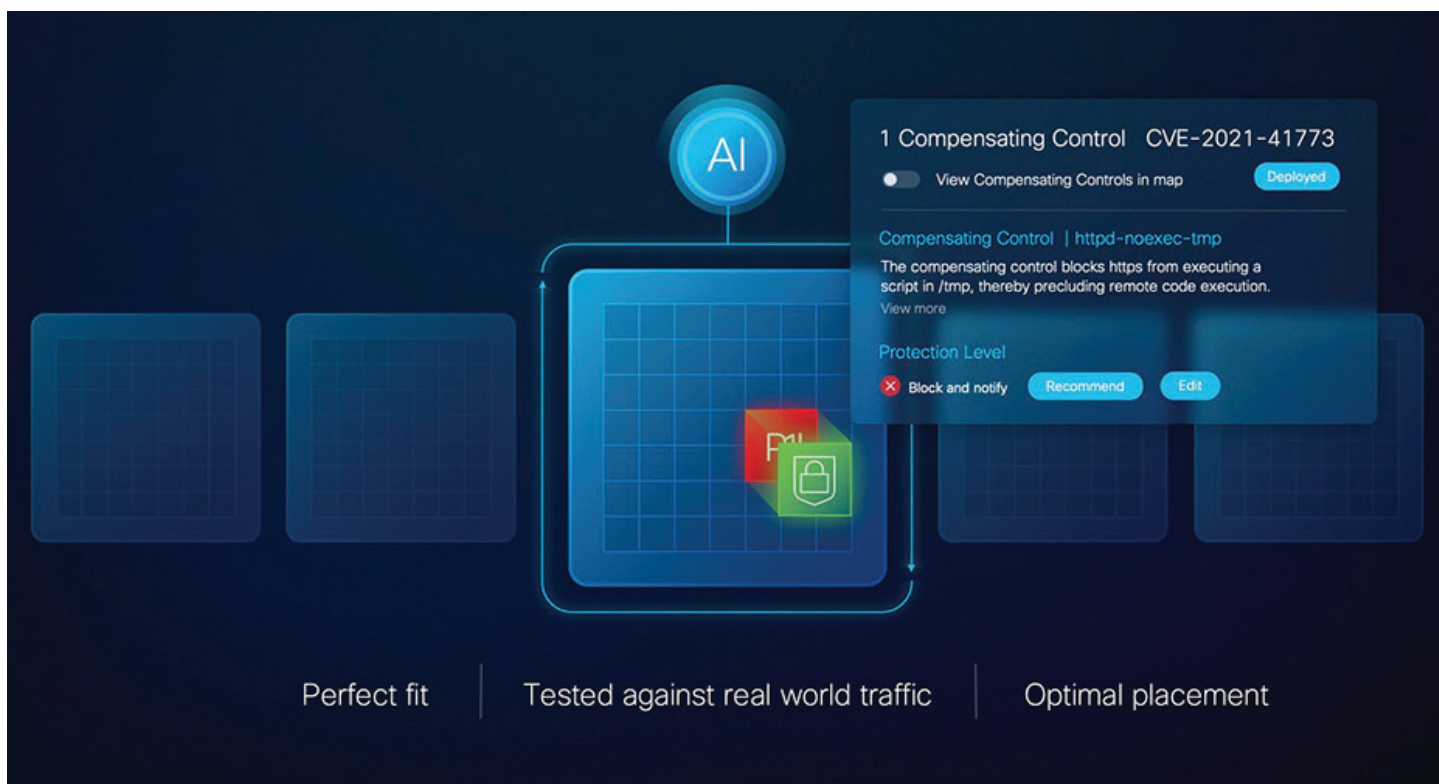 AI
1 Compensating Control CVE-2021-41773
View Compensating Controls in map Deployed
Compensating Control | httpd-noexec-tmp
The compensating control blocks https from executing a
script in /tmp, thereby precluding remote code execution.
View more
Protection Level
Block and notify Recommend Edit
Perfect fit
Tested against real world traffic
Optimal placement